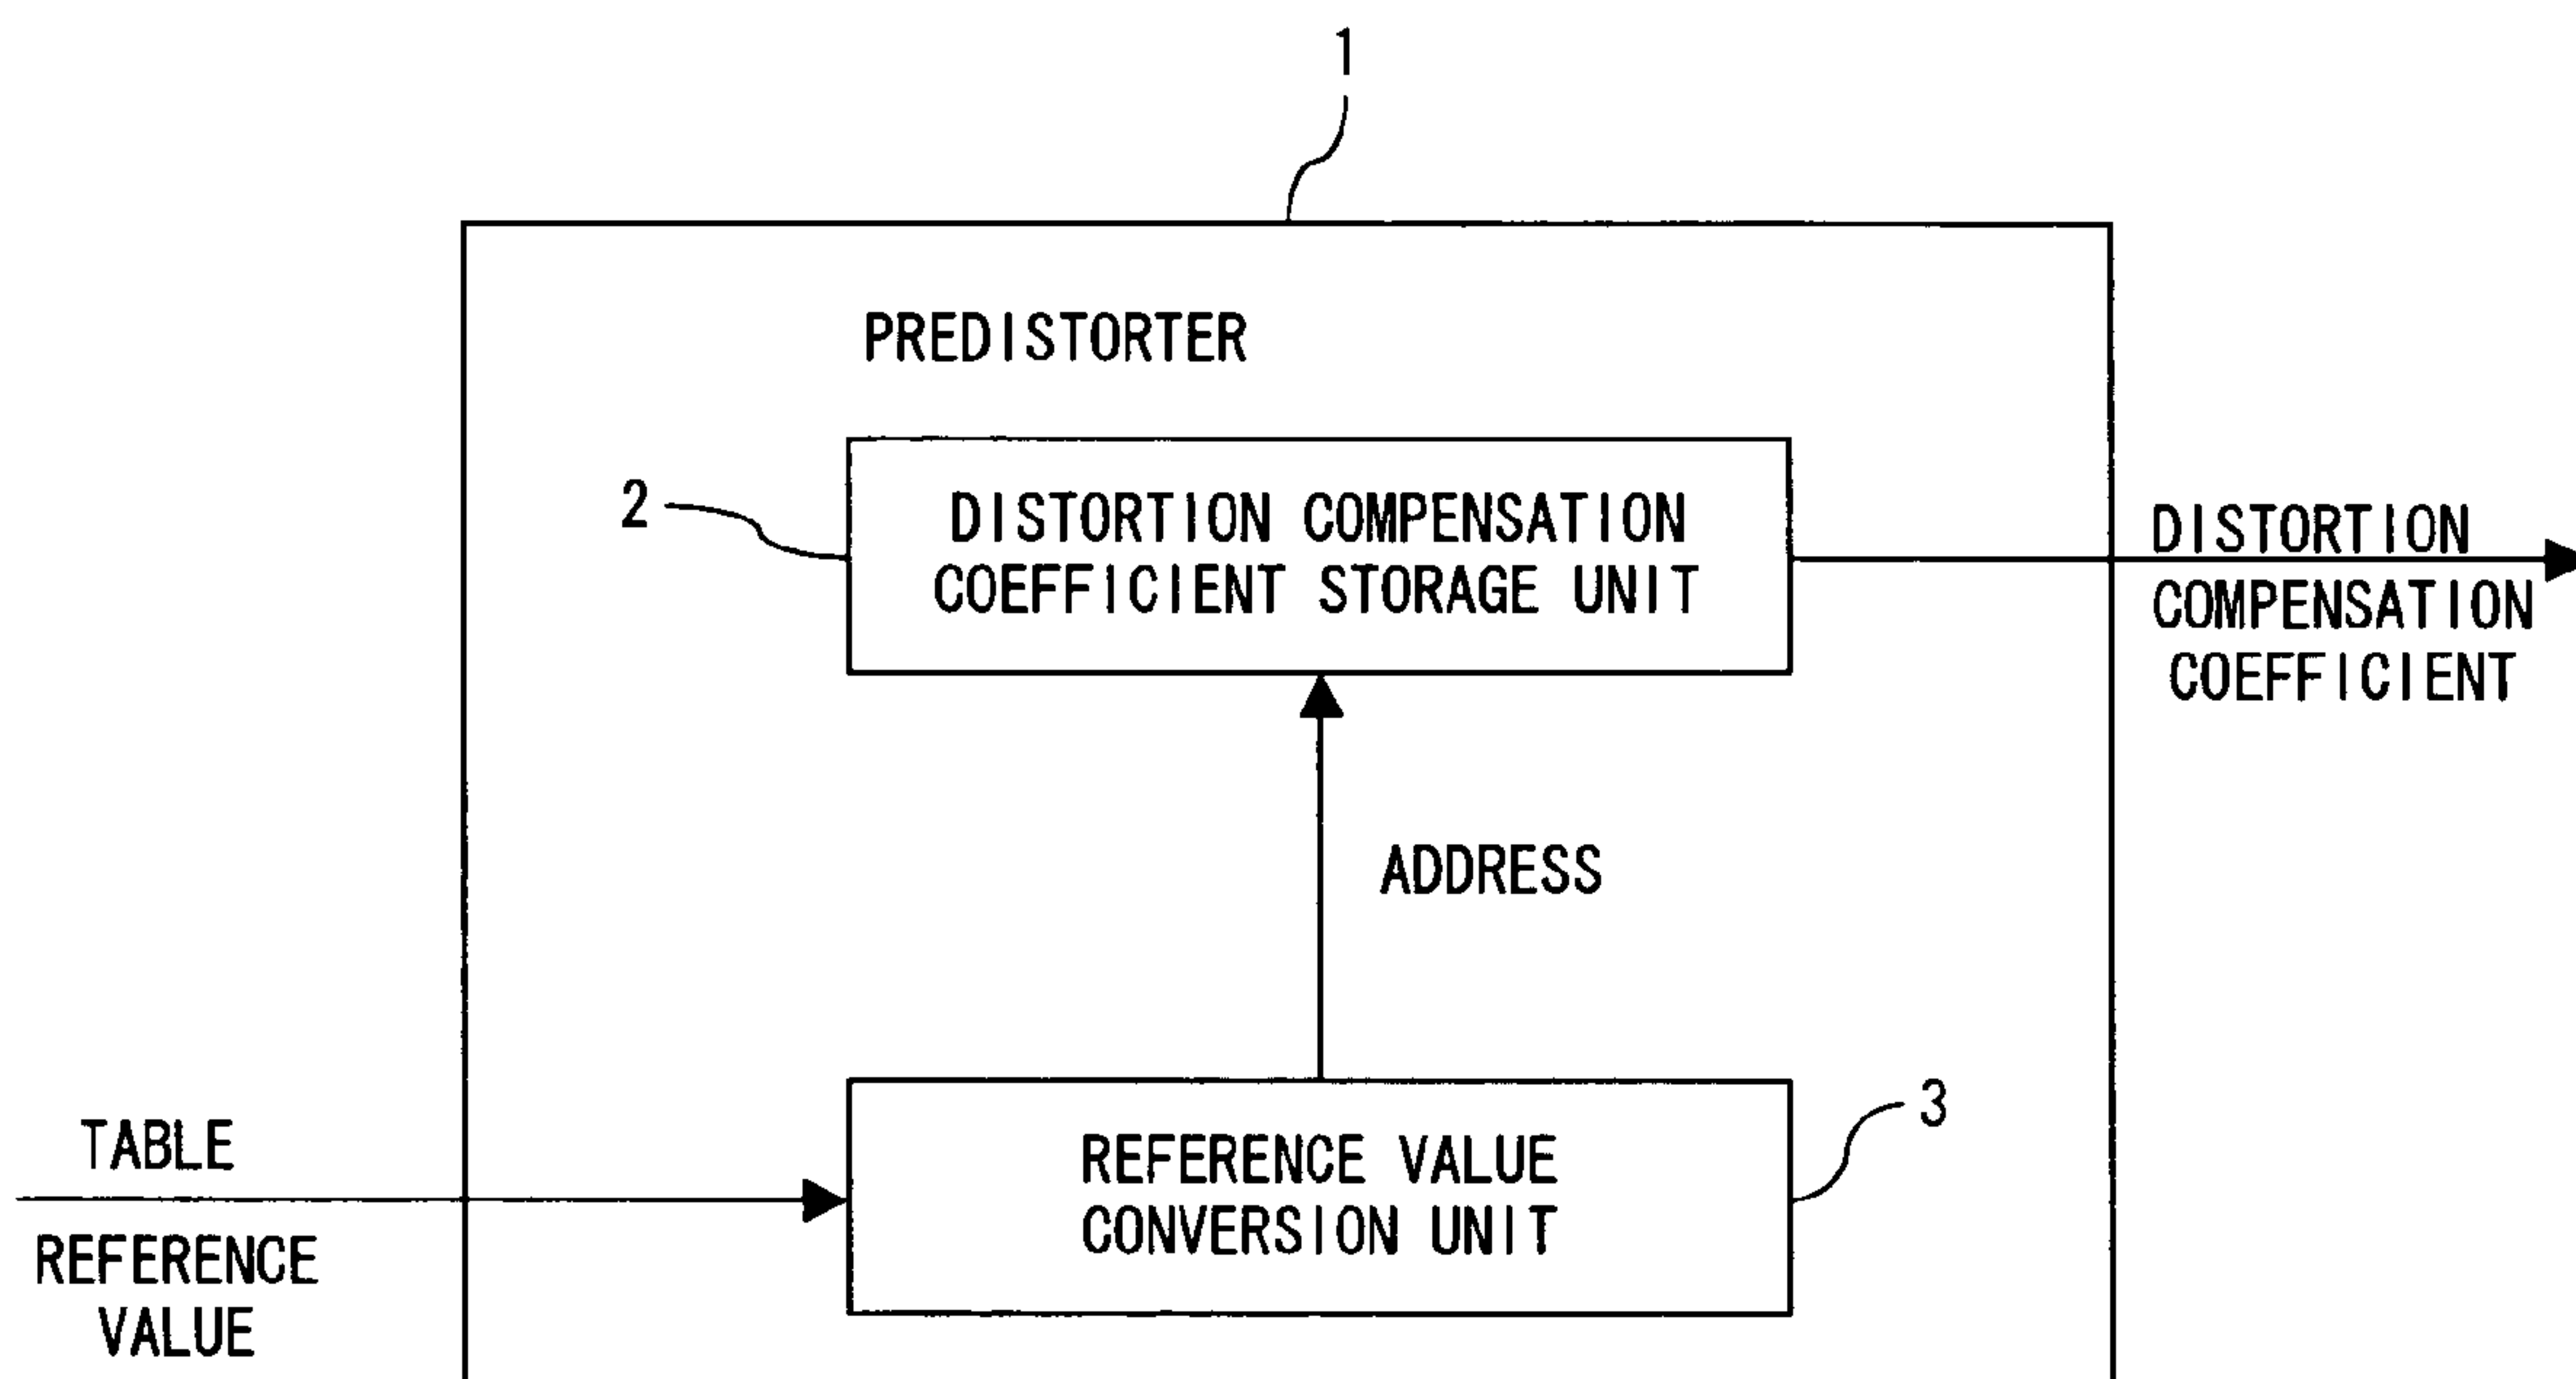 1
PREDISTORTER
2
DISTORTION COMPENSATION
COEFFICIENT STORAGE UNIT
DISTORTION
COMPENSATION
COEFFICIENT
ADDRESS
TABLE
REFERENCE
VALUE
REFERENCE VALUE
CONVERSION UNIT
3